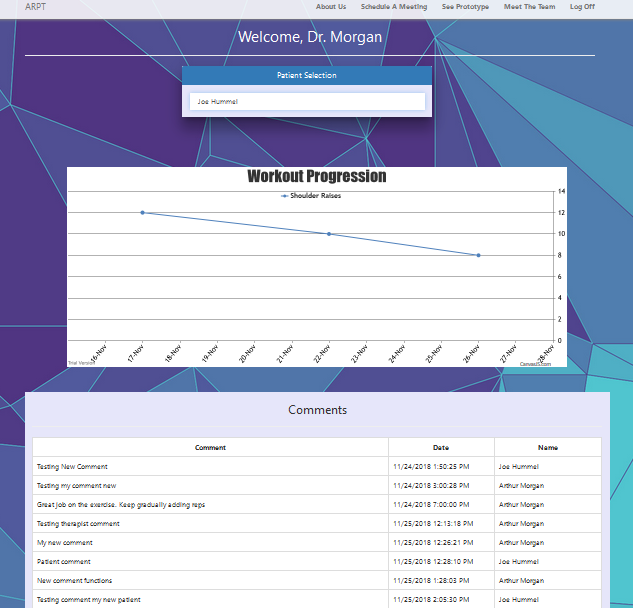 ARPT About Us Schedule A Meeting See Prototype Meet The Team Log Off
Welcome, Dr. Morgan
Patient Selection
Joe Hummel
Workout Progression
Shoulder Raises
14
12
10
8
6
4
2
0
16-Nov 17-Nov 18-Nov 19-Nov 20-Nov 21-Nov 22-Nov 23-Nov 24-Nov 25-Nov 26-Nov 27-Nov 28-Nov
Trial Version CanvasJS.com
Comments
Comment Date Name
Testing New Comment 11/24/2018 1:50:25 PM Joe Hummel
Testing my comment new 11/24/2018 3:00:28 PM Arthur Morgan
Great job on the exercise. Keep gradually adding reps 11/24/2018 7:00:00 PM Arthur Morgan
Testing therapist comment 11/25/2018 12:13:18 PM Arthur Morgan
My new comment 11/25/2018 12:26:21 PM Arthur Morgan
Patient comment 11/25/2018 12:28:10 PM Joe Hummel
New comment functions 11/25/2018 1:28:03 PM Arthur Morgan
Testing comment my new patient 11/25/2018 2:05:30 PM Joe Hummel